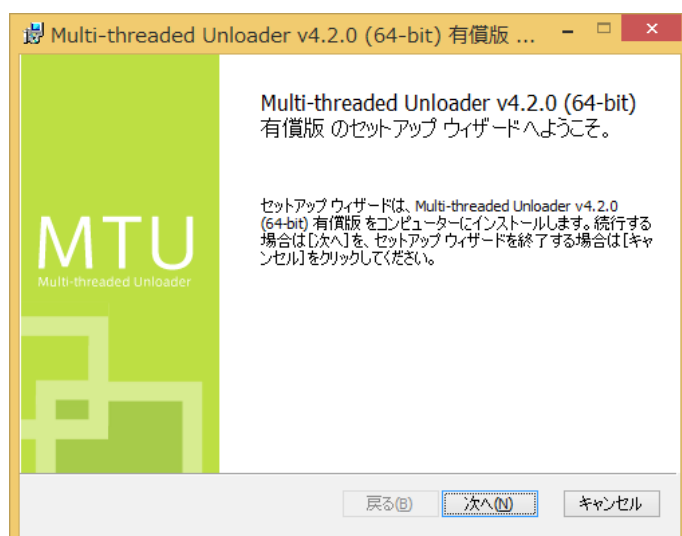 Multi-threaded Unloader v4.2.0 (64-bit) 有償版 ...
Multi-threaded Unloader v4.2.0 (64-bit)
有償版 のセットアップ ウィザードへようこそ。
セットアップ ウィザードは、Multi-threaded Unloader v4.2.0
(64-bit) 有償版 をコンピューターにインストールします。続行する
場合は[次へ]を、セットアップ ウィザードを終了する場合は[キャ
ンセル]をクリックしてください。
MTU
Multi-threaded Unloader
戻る(B)
次へ(N)
キャンセル